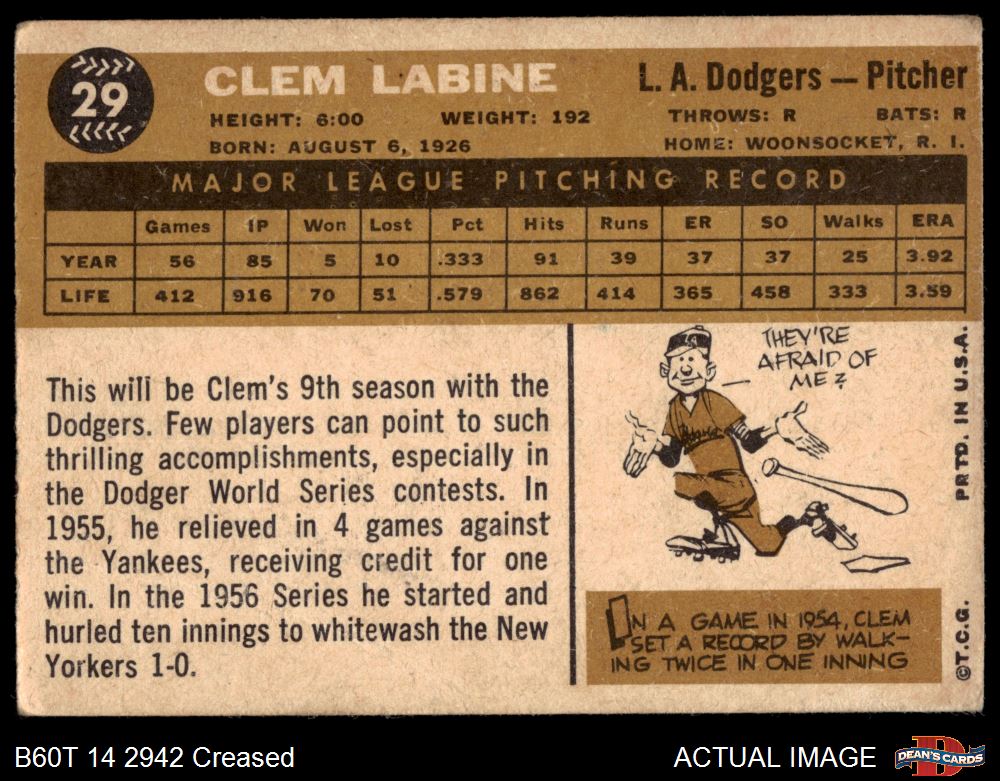 29
CLEM LABINE
L. A. Dodgers — Pitcher
HEIGHT: 6:00 WEIGHT: 192 THROWS: R BATS: R
BORN: AUGUST 6, 1926 HOME: WOONSOCKET, R. I.
MAJOR LEAGUE PITCHING RECORD
Games IP Won Lost Pct Hits Runs ER SO Walks ERA
YEAR 56 85 5 10 .333 91 39 37 37 25 3.92
LIFE 412 916 70 51 .579 862 414 365 458 333 3.59
This will be Clem's 9th season with the
Dodgers. Few players can point to such
thrilling accomplishments, especially in
the Dodger World Series contests. In
1955, he relieved in 4 games against
the Yankees, receiving credit for one
win. In the 1956 Series he started and
hurled ten innings to whitewash the New
Yorkers 1-0.
THEY'RE
AFRAID OF
ME?
IN A GAME IN 1954, CLEM
SET A RECORD BY WALK-
ING TWICE IN ONE INNING
©T.C.G. PRTD. IN U.S.A.
B60T 14 2942 Creased
ACTUAL IMAGE
DEAN'S CARDS